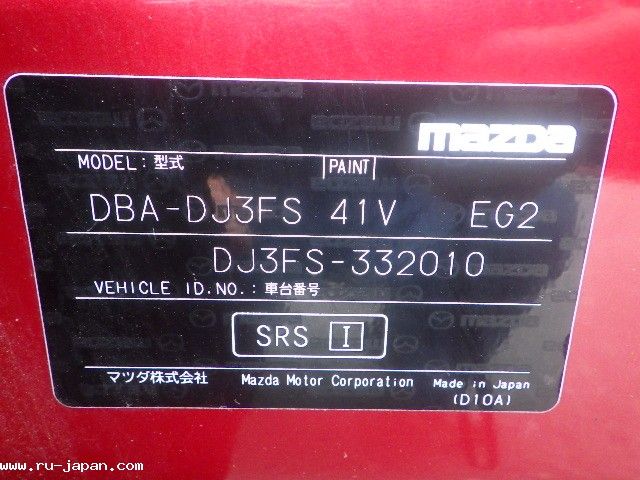 mazda
MODEL: 型式 PAINT
DBA-DJ3FS 41V EG2
DJ3FS-332010
VEHICLE ID.NO.: 車台番号
SRS I
マツダ株式会社 Mazda Motor Corporation Made in Japan
(D10A)
www.ru-japan.com